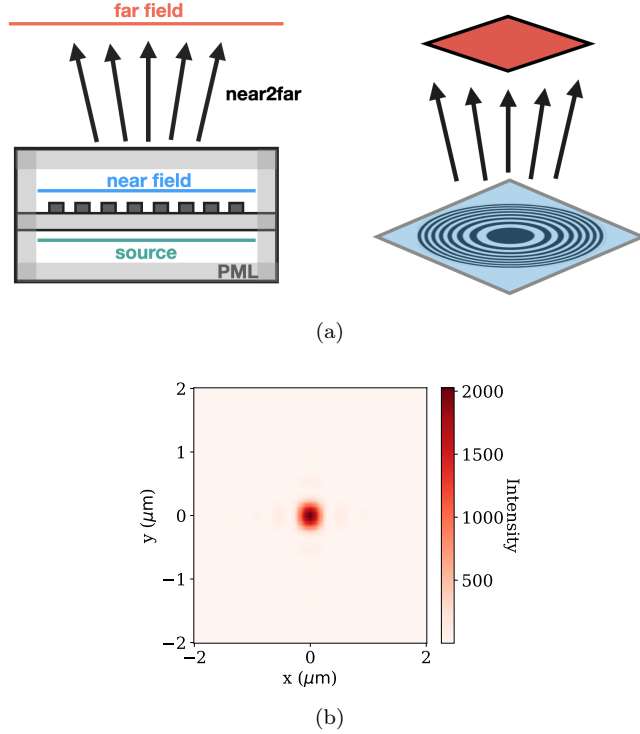 far field
near2far
near field
source
PML
(a)
2
1
0
−1
−2
−2
0
2
y (μm)
x (μm)
2000
1500
1000
500
Intensity
(b)